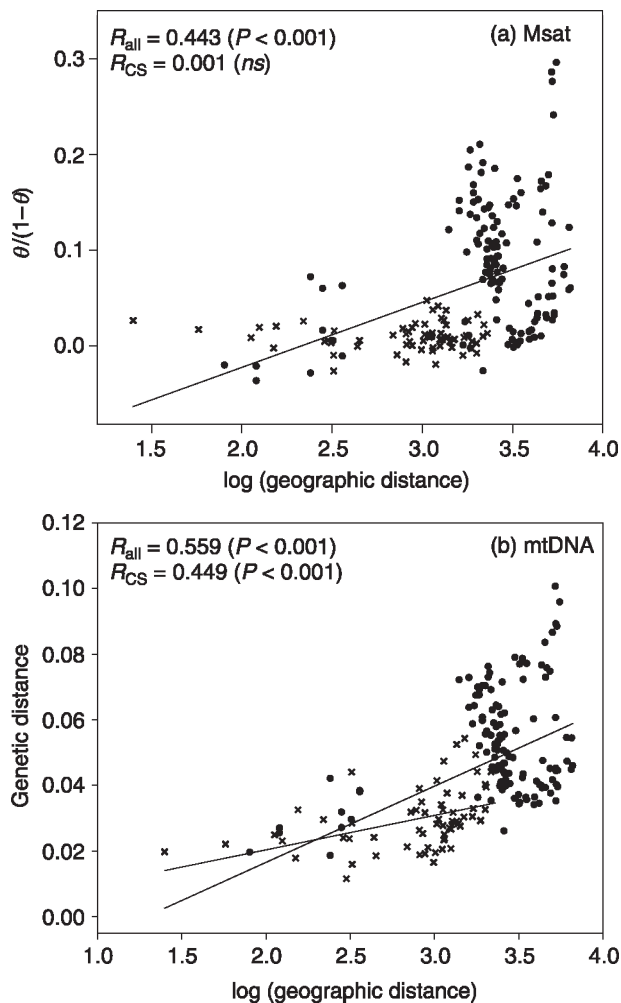 R_all = 0.443 (P < 0.001)
R_CS = 0.001 (ns)
(a) Msat
0.3
0.2
0.1
0.0
θ/(1−θ)
1.5 2.0 2.5 3.0 3.5 4.0
log (geographic distance)
R_all = 0.559 (P < 0.001)
R_CS = 0.449 (P < 0.001)
(b) mtDNA
0.12
0.10
0.08
0.06
0.04
0.02
0.00
Genetic distance
1.0 1.5 2.0 2.5 3.0 3.5 4.0
log (geographic distance)